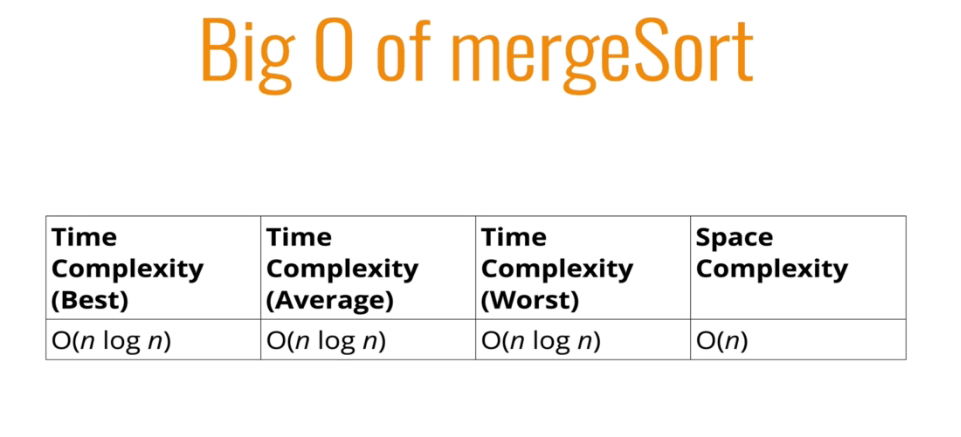 Big O of mergeSort
Time
Complexity
(Best)
Time
Complexity
(Average)
Time
Complexity
(Worst)
Space
Complexity
O(n log n)
O(n log n)
O(n log n)
O(n)